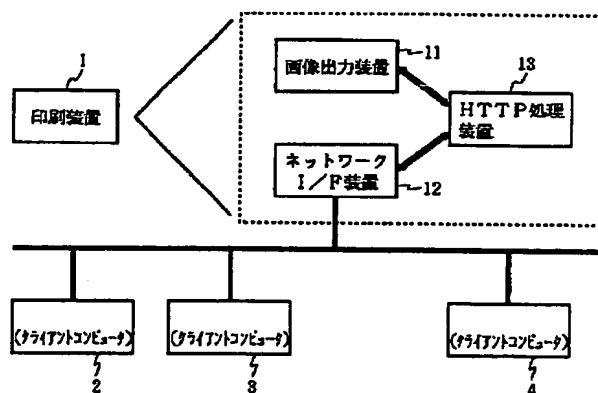 1
印刷装置
11
画像出力装置
13
HTTP処理
装置
ネットワーク
I/F装置
12
(クライアントコンピュータ)
2
(クライアントコンピュータ)
3
(クライアントコンピュータ)
4